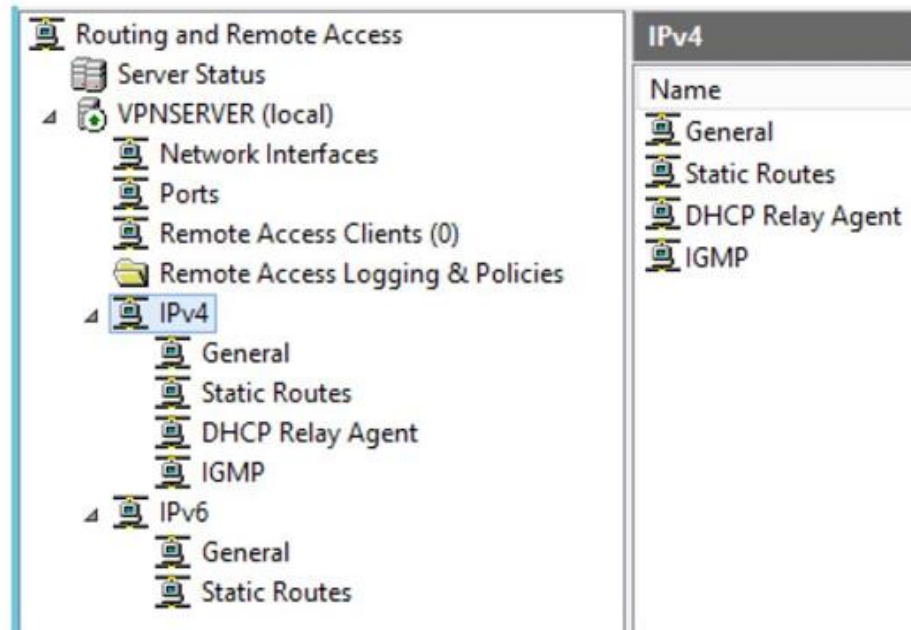 Routing and Remote Access
Server Status
VPNSERVER (local)
Network Interfaces
Ports
Remote Access Clients (0)
Remote Access Logging & Policies
IPv4
General
Static Routes
DHCP Relay Agent
IGMP
IPv6
General
Static Routes
IPv4
Name
General
Static Routes
DHCP Relay Agent
IGMP